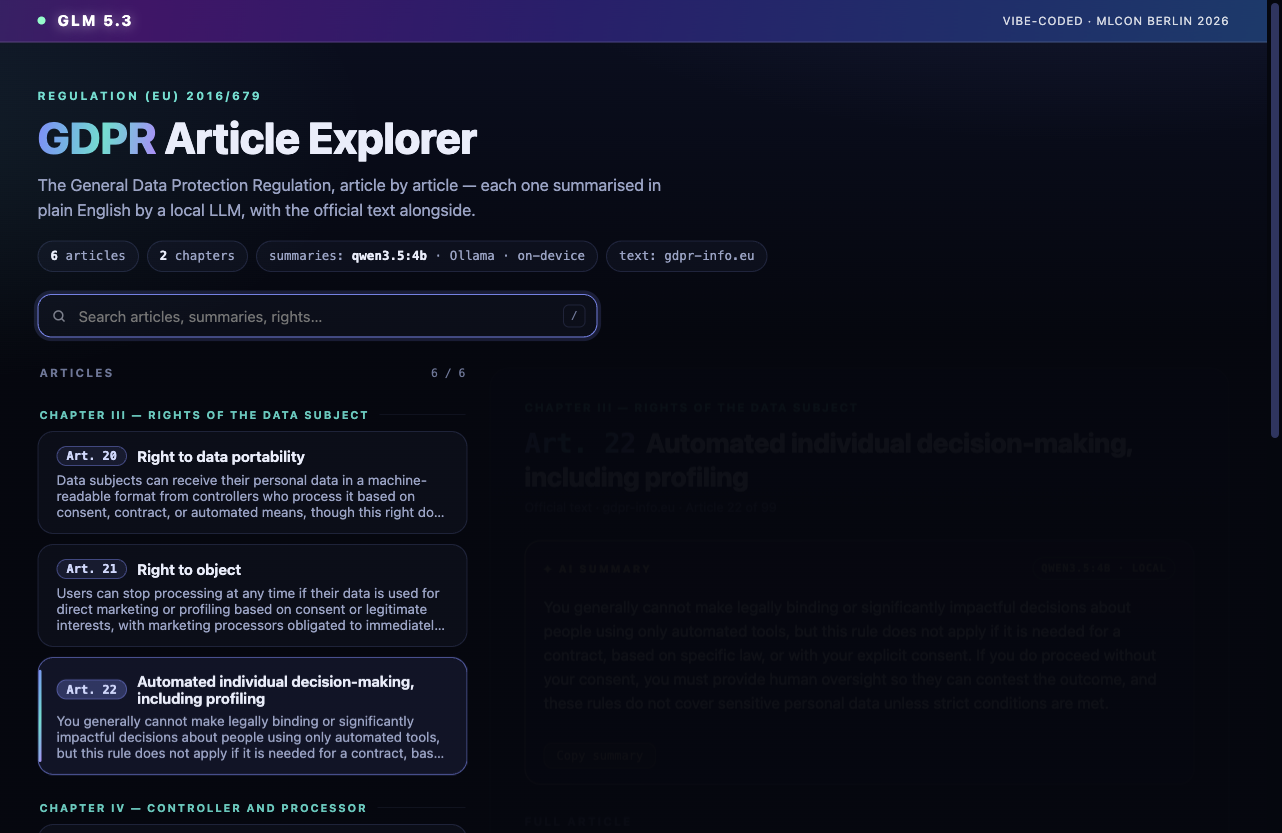 GLM 5.3
VIBE-CODED · MLCON BERLIN 2026
REGULATION (EU) 2016/679
GDPR Article Explorer
The General Data Protection Regulation, article by article — each one summarised in
plain English by a local LLM, with the official text alongside.
6 articles
2 chapters
summaries: qwen3.5:4b · Ollama · on-device
text: gdpr-info.eu
Search articles, summaries, rights...
/
ARTICLES
6 / 6
CHAPTER III — RIGHTS OF THE DATA SUBJECT
Art. 20 Right to data portability
Data subjects can receive their personal data in a machine-
readable format from controllers who process it based on
consent, contract, or automated means, though this right do...
Art. 21 Right to object
Users can stop processing at any time if their data is used for
direct marketing or profiling based on consent or legitimate
interests, with marketing processors obligated to immediatel...
Art. 22 Automated individual decision-making,
including profiling
You generally cannot make legally binding or significantly
impactful decisions about people using only automated tools,
but this rule does not apply if it is needed for a contract, bas...
CHAPTER IV — CONTROLLER AND PROCESSOR
CHAPTER III — RIGHTS OF THE DATA SUBJECT
Art. 22 Automated individual decision-making,
including profiling
AI SUMMARY
You generally cannot make legally binding or significantly impactful decisions about
people using only automated tools, but this rule does not apply if it is needed for a
contract, based on specific law, or with your explicit consent. If you do proceed without
your consent, you must provide human oversight so they can contest the outcome, and
these rules do not cover sensitive personal data unless strict conditions are met.
Copy summary
FULL ARTICLE